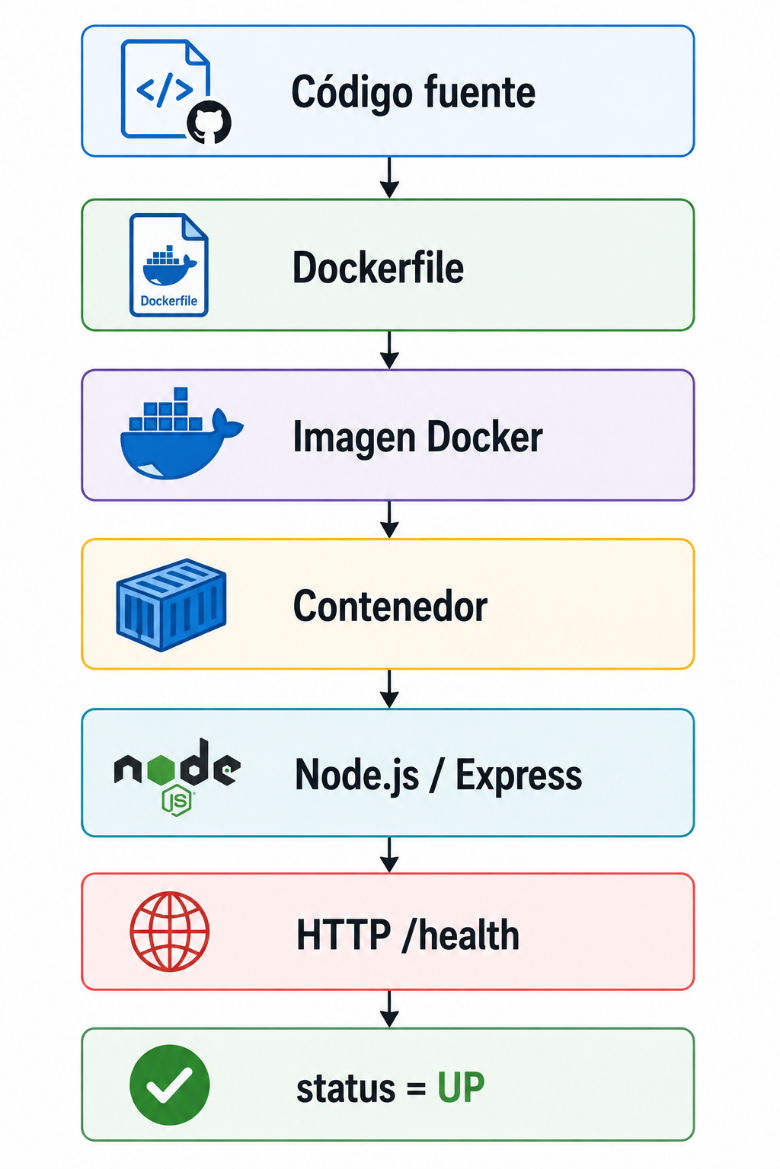 </>
Código fuente
Dockerfile
Dockerfile
Imagen Docker
Contenedor
node
JS
Node.js / Express
HTTP /health
status = UP